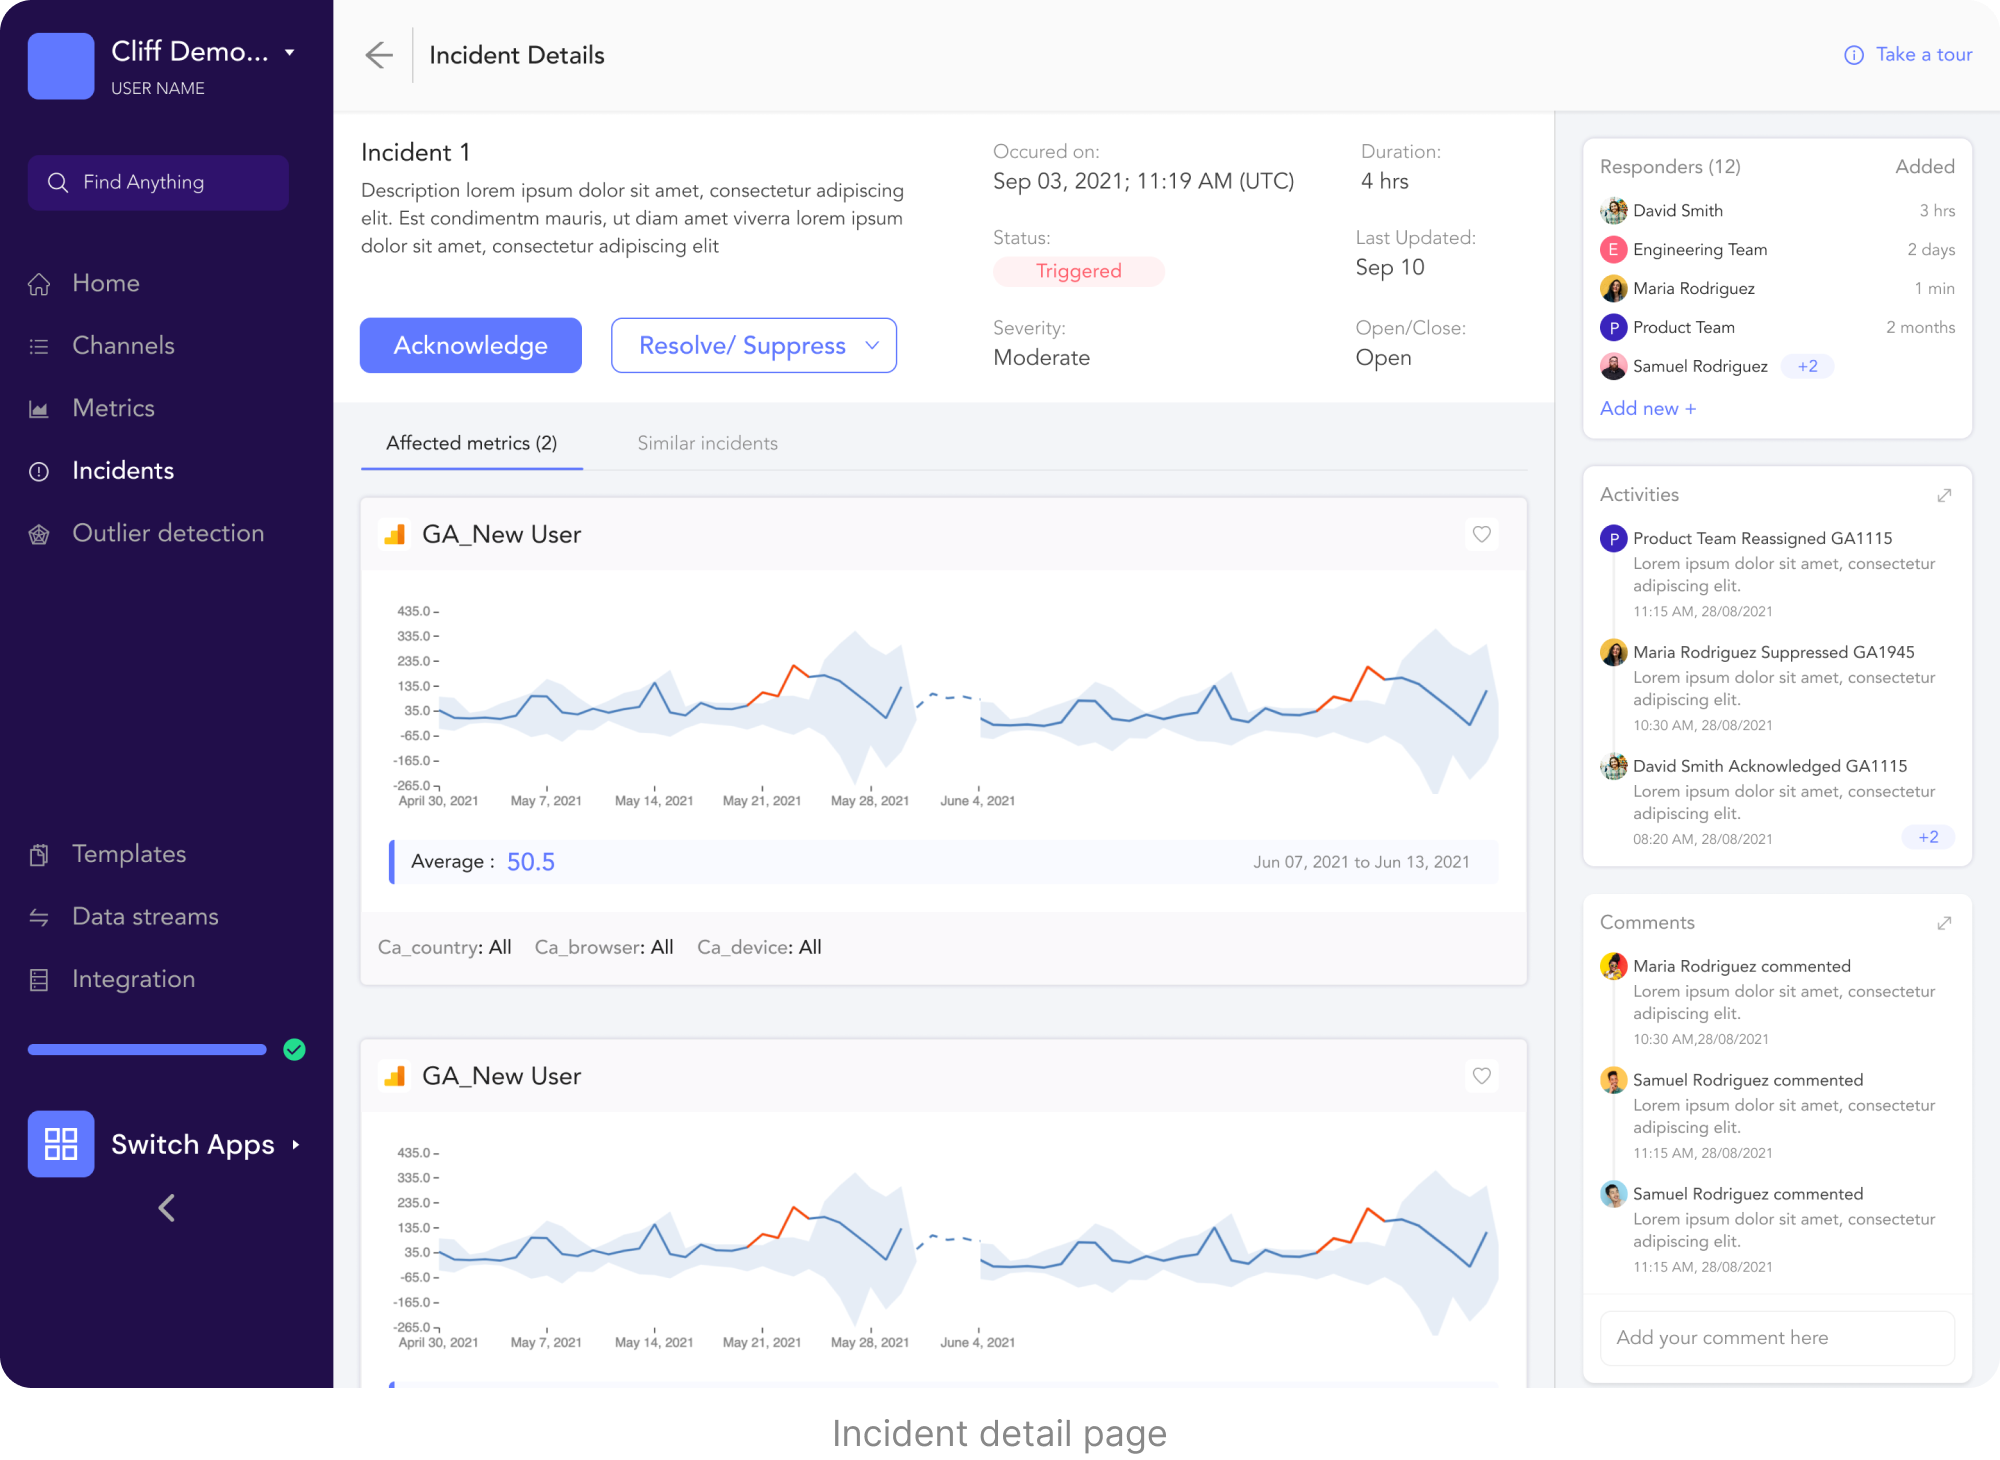 Cliff Demo...
USER NAME
Find Anything
Home
Channels
Metrics
Incidents
Outlier detection
Templates
Data streams
Integration
Switch Apps
Incident Details
Take a tour
Incident 1
Description lorem ipsum dolor sit amet, consectetur adipiscing
elit. Est condimentm mauris, ut diam amet viverra lorem ipsum
dolor sit amet, consectetur adipiscing elit
Acknowledge
Resolve/ Suppress
Occured on:
Sep 03, 2021; 11:19 AM (UTC)
Duration:
4 hrs
Status:
Triggered
Last Updated:
Sep 10
Severity:
Moderate
Open/Close:
Open
Affected metrics (2)
Similar incidents
GA_New User
435.0
335.0
235.0
135.0
35.0
-65.0
-165.0
-265.0
April 30, 2021
May 7, 2021
May 14, 2021
May 21, 2021
May 28, 2021
June 4, 2021
Average : 50.5
Jun 07, 2021 to Jun 13, 2021
Ca_country: All
Ca_browser: All
Ca_device: All
GA_New User
435.0
335.0
235.0
135.0
35.0
-65.0
-165.0
-265.0
April 30, 2021
May 7, 2021
May 14, 2021
May 21, 2021
May 28, 2021
June 4, 2021
Responders (12)
Added
David Smith
3 hrs
E
Engineering Team
2 days
Maria Rodriguez
1 min
P
Product Team
2 months
Samuel Rodriguez
+2
Add new +
Activities
P
Product Team Reassigned GA1115
Lorem ipsum dolor sit amet, consectetur
adipiscing elit.
11:15 AM, 28/08/2021
Maria Rodriguez Suppressed GA1945
Lorem ipsum dolor sit amet, consectetur
adipiscing elit.
10:30 AM, 28/08/2021
David Smith Acknowledged GA1115
Lorem ipsum dolor sit amet, consectetur
adipiscing elit.
08:20 AM, 28/08/2021
+2
Comments
Maria Rodriguez commented
Lorem ipsum dolor sit amet, consectetur
adipiscing elit.
10:30 AM,28/08/2021
Samuel Rodriguez commented
Lorem ipsum dolor sit amet, consectetur
adipiscing elit.
11:15 AM, 28/08/2021
Samuel Rodriguez commented
Lorem ipsum dolor sit amet, consectetur
adipiscing elit.
11:15 AM, 28/08/2021
Add your comment here
Incident detail page